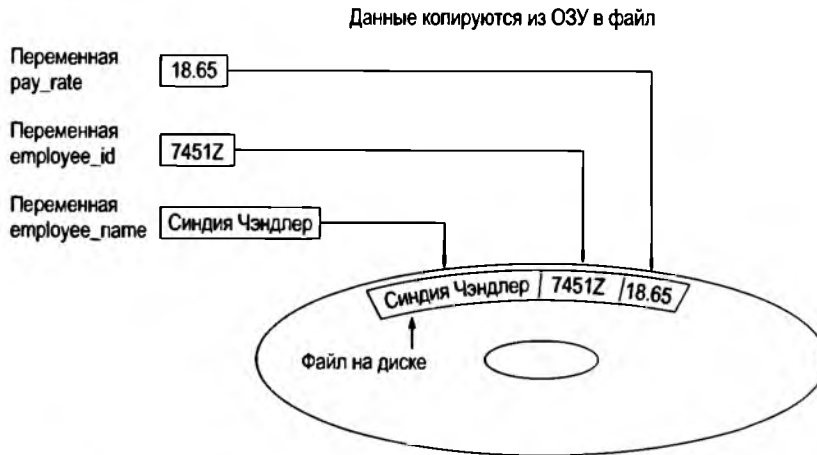 Данные копируются из ОЗУ в файл
Переменная
pay_rate
18.65
Переменная
employee_id
7451Z
Переменная
employee_name
Синдия Чэндлер
Синдия Чэндлер 7451Z 18.65
Файл на диске